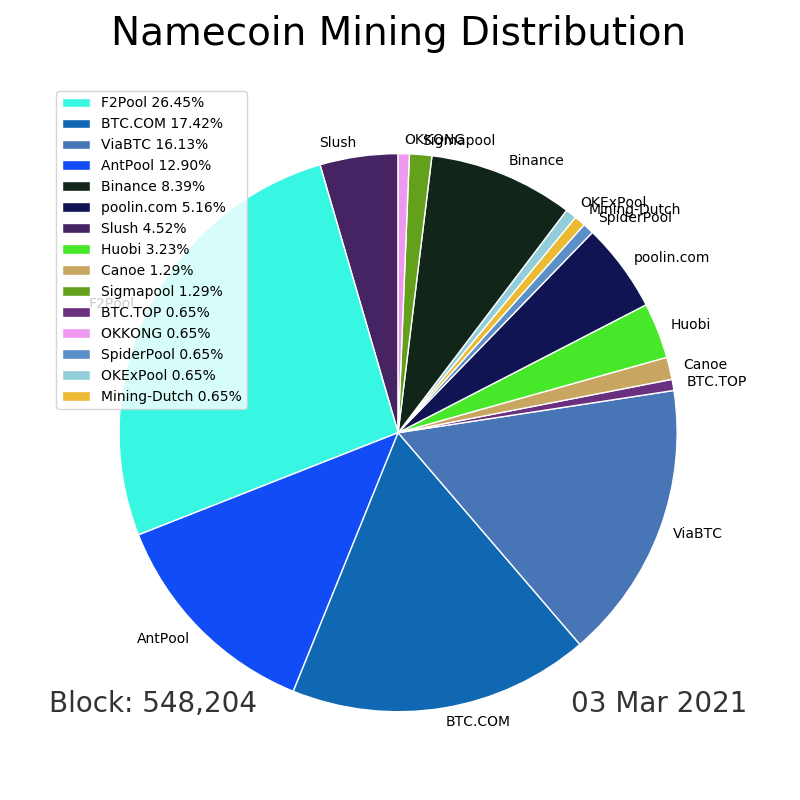 Namecoin Mining Distribution
F2Pool 26.45%
BTC.COM 17.42%
ViaBTC 16.13%
AntPool 12.90%
Binance 8.39%
poolin.com 5.16%
Slush 4.52%
Huobi 3.23%
Canoe 1.29%
Sigmapool 1.29%
BTC.TOP 0.65%
OKKONG 0.65%
SpiderPool 0.65%
OKExPool 0.65%
Mining-Dutch 0.65%
Slush
OKKONG
Sigmapool
Binance
OKExPool
Mining-Dutch
SpiderPool
poolin.com
Huobi
Canoe
BTC.TOP
ViaBTC
BTC.COM
AntPool
F2Pool
Block: 548,204
03 Mar 2021